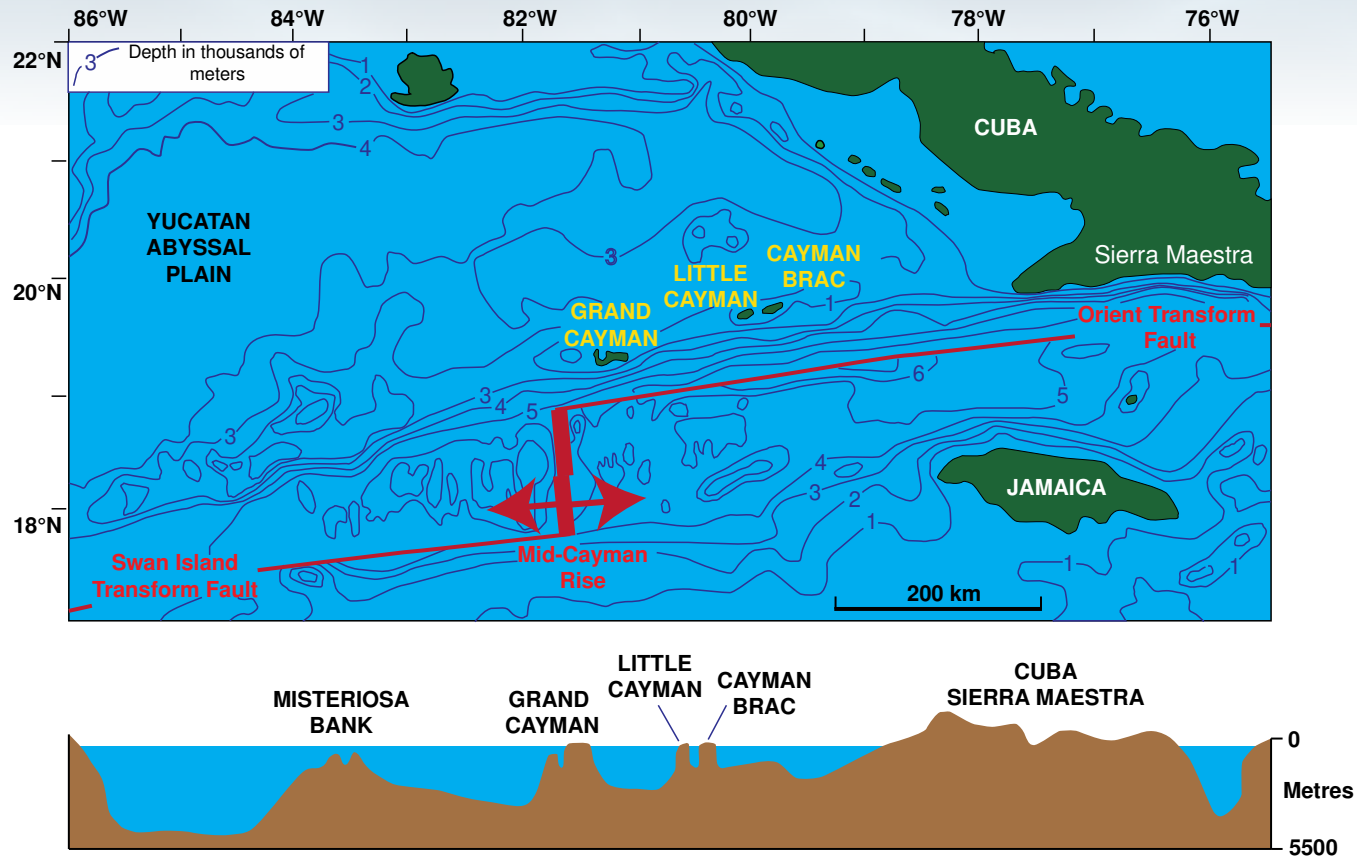 86°W
84°W
82°W
80°W
78°W
76°W
22°N
3
Depth in thousands of
meters
1
2
3
4
CUBA
YUCATAN
ABYSSAL
PLAIN
3
Sierra Maestra
CAYMAN
BRAC
LITTLE
CAYMAN
1
20°N
GRAND
CAYMAN
Orient Transform
Fault
6
5
3
4
5
3
4
3
2
1
JAMAICA
18°N
Swan Island
Transform Fault
Mid-Cayman
Rise
1
1
200 km
MISTERIOSA
BANK
GRAND
CAYMAN
LITTLE
CAYMAN
CAYMAN
BRAC
CUBA
SIERRA MAESTRA
0
Metres
5500